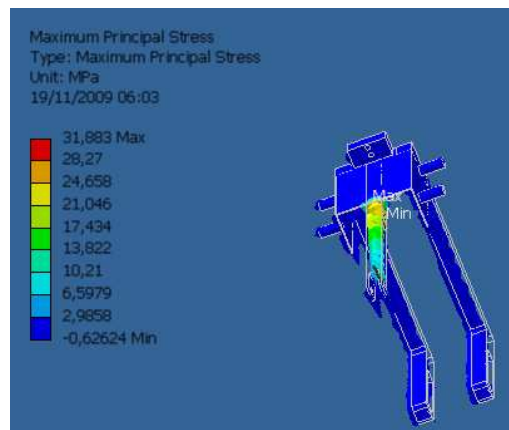 Maximum Principal Stress
Type: Maximum Principal Stress
Unit: MPa
19/11/2009 06:03
31,883 Max
28,27
24,658
21,046
17,434
13,822
10,21
6,5979
2,9858
-0,62624 Min
Max
Min